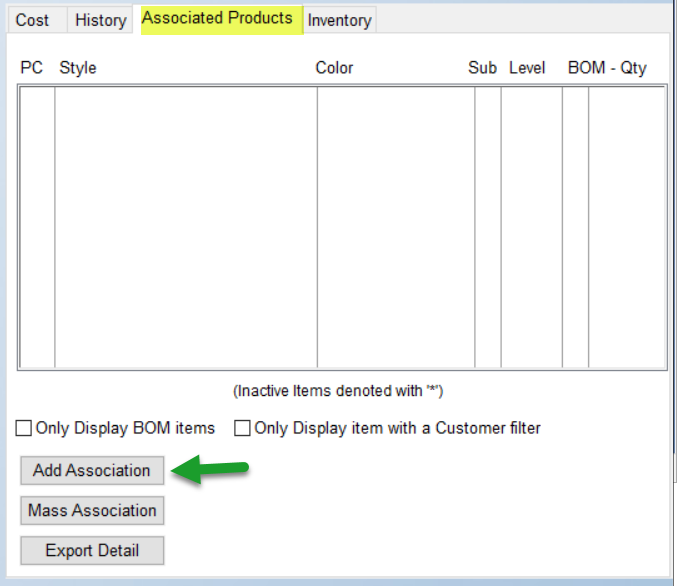 Cost History Associated Products Inventory
PC Style Color Sub Level BOM - Qty
(Inactive Items denoted with '*')
Only Display BOM items Only Display item with a Customer filter
Add Association
Mass Association
Export Detail